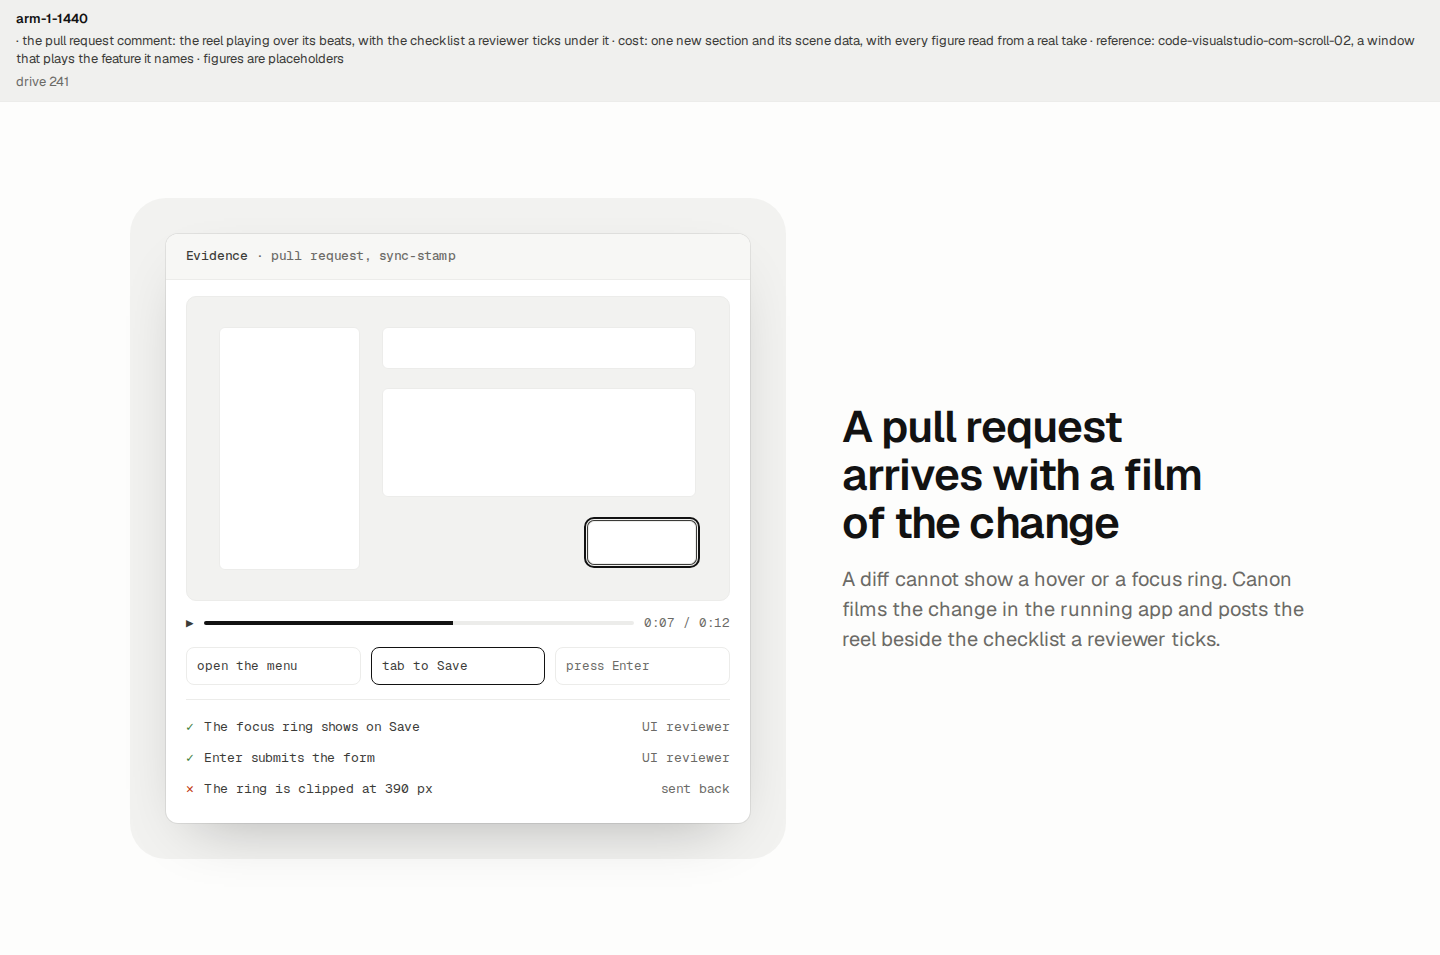 arm-1-1440
· the pull request comment: the reel playing over its beats, with the checklist a reviewer ticks under it · cost: one new section and its scene data, with every figure read from a real take · reference: code-visualstudio-com-scroll-02, a window
that plays the feature it names · figures are placeholders
drive 241
Evidence · pull request, sync-stamp
▶ 0:07 / 0:12
open the menu tab to Save press Enter
✓ The focus ring shows on Save UI reviewer
✓ Enter submits the form UI reviewer
✕ The ring is clipped at 390 px sent back
A pull request
arrives with a film
of the change
A diff cannot show a hover or a focus ring. Canon
films the change in the running app and posts the
reel beside the checklist a reviewer ticks.